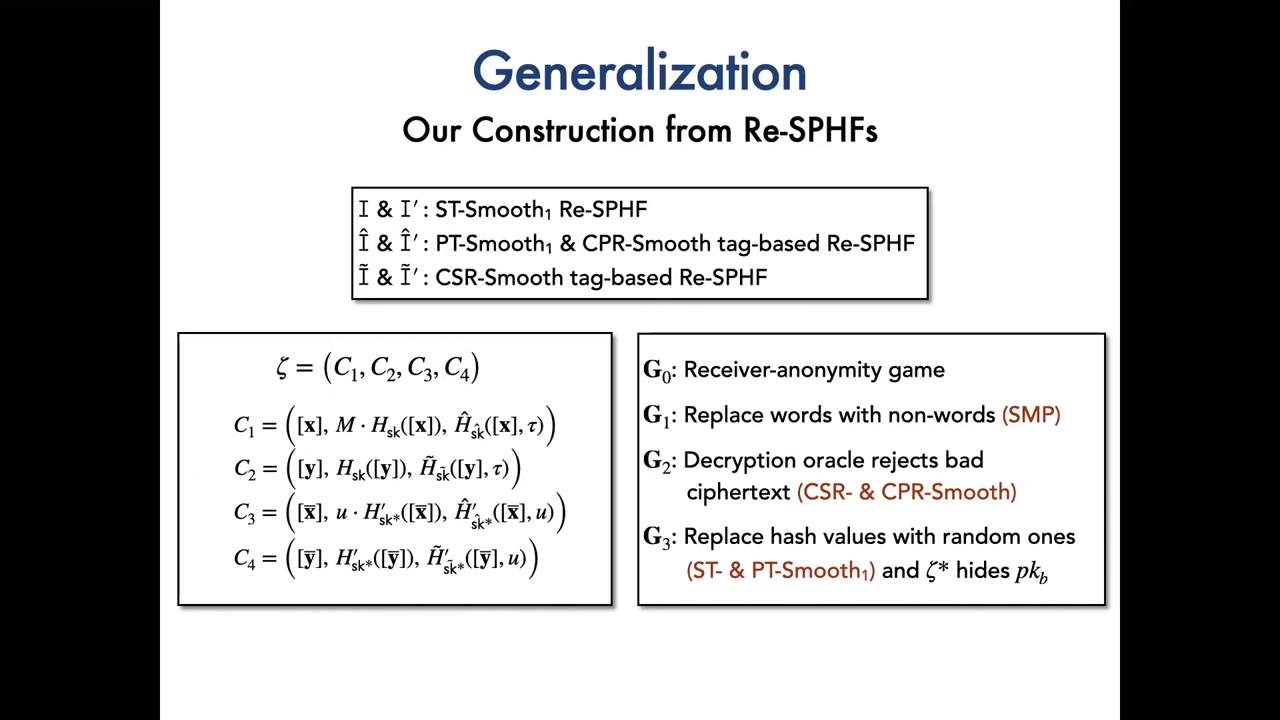 Generalization
Our Construction from Re-SPHFs
I & I′ : ST-Smooth₁ Re-SPHF
Î & Î′ : PT-Smooth₁ & CPR-Smooth tag-based Re-SPHF
Ĩ & Ĩ′ : CSR-Smooth tag-based Re-SPHF
ζ = (C₁, C₂, C₃, C₄)
C₁ = ([x], M · H_sk([x]), Ĥ_ŝk([x], τ))
C₂ = ([y], H_sk([y]), H̃_s̃k([y], τ))
C₃ = ([x̅], u · H′_sk*([x̅]), Ĥ′_ŝk*([x̅], u))
C₄ = ([y̅], H′_sk*([y̅]), H̃′_s̃k*([y̅], u))
G₀: Receiver-anonymity game
G₁: Replace words with non-words (SMP)
G₂: Decryption oracle rejects bad
ciphertext (CSR- & CPR-Smooth)
G₃: Replace hash values with random ones
(ST- & PT-Smooth₁) and ζ* hides pk_b